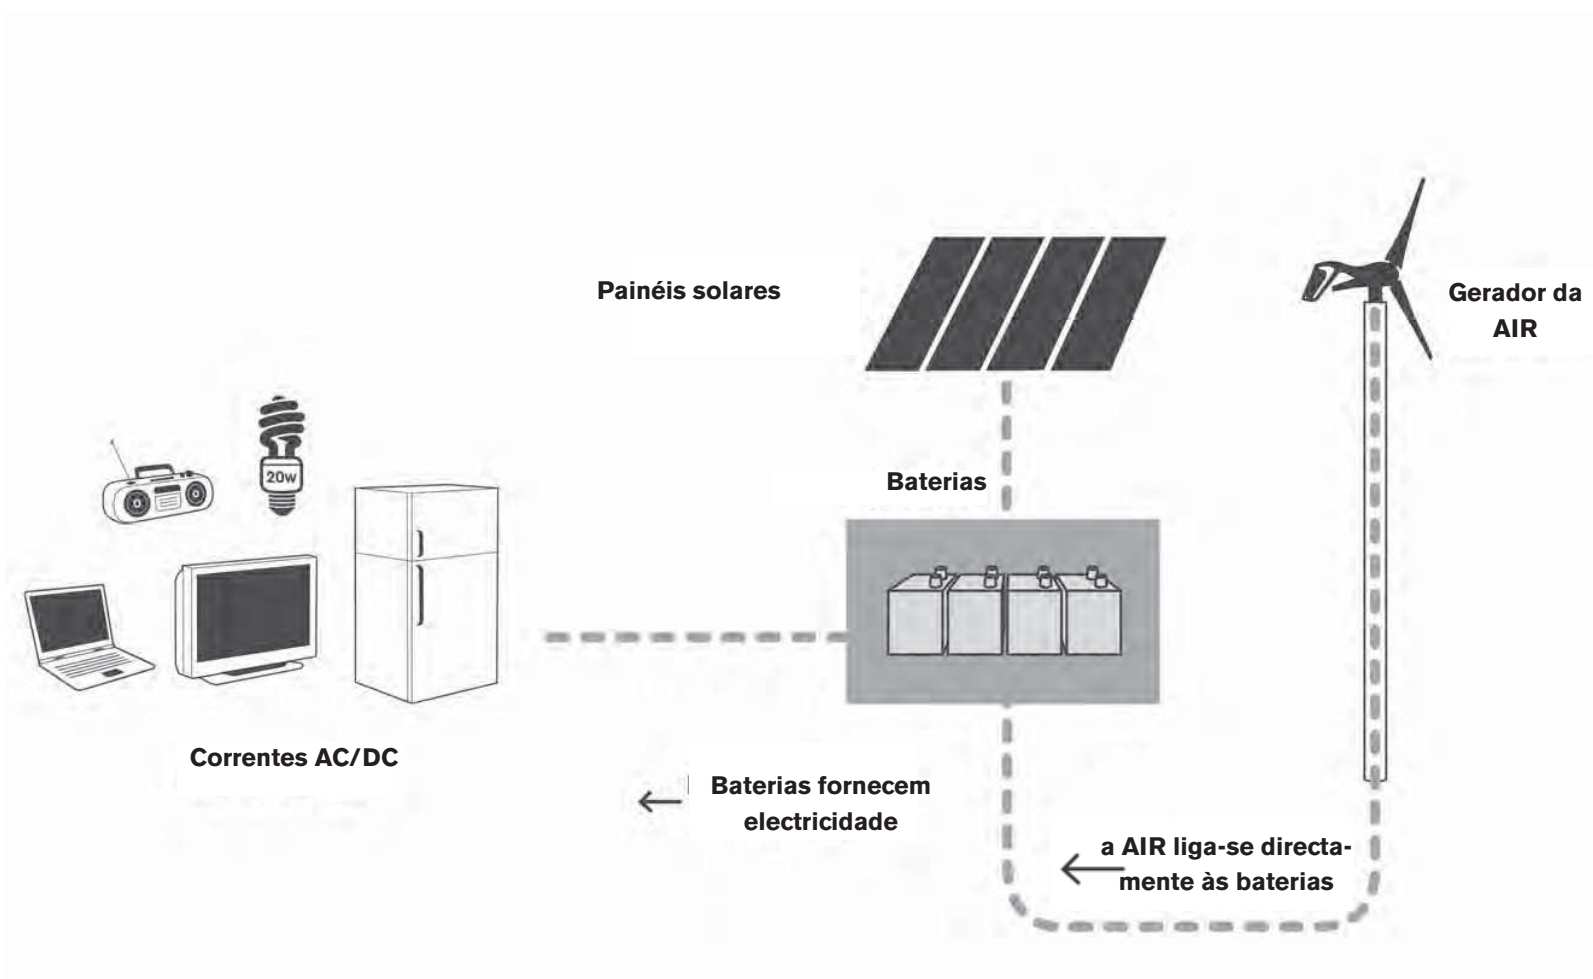 Painéis solares
Gerador da
AIR
20w
Baterias
Correntes AC/DC
Baterias fornecem
electricidade
a AIR liga-se directa-
mente às baterias